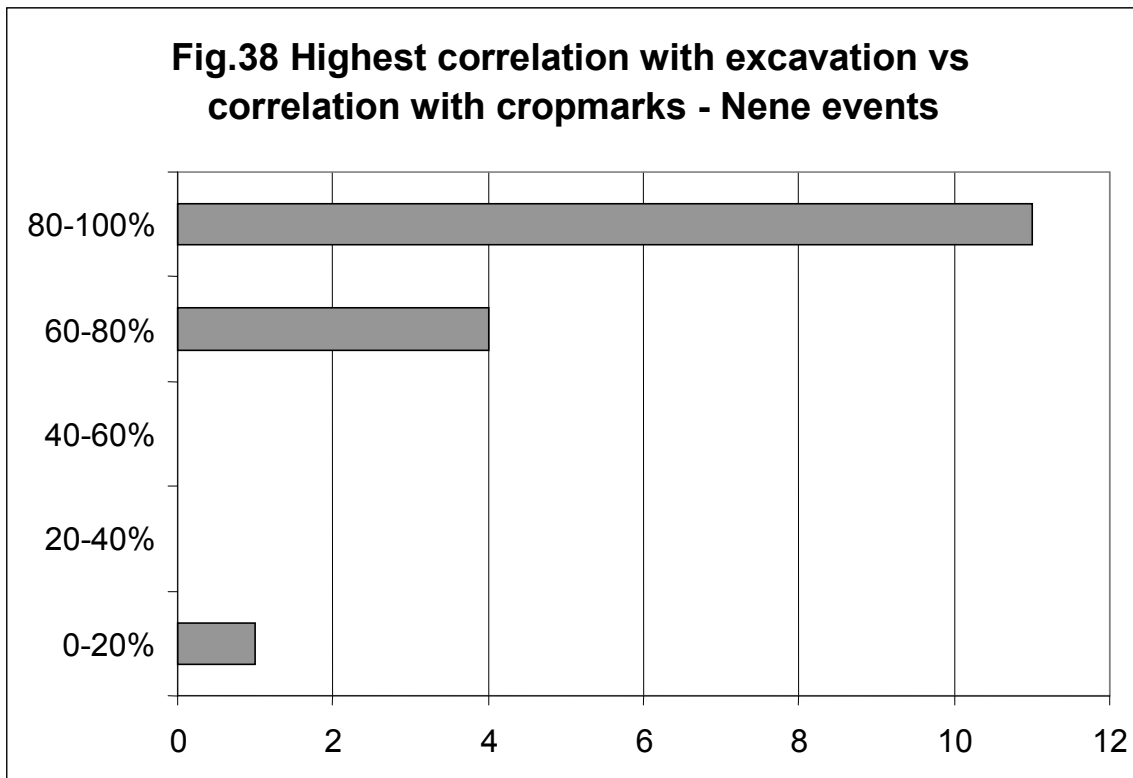 Fig.38 Highest correlation with excavation vs
correlation with cropmarks - Nene events
80-100%
60-80%
40-60%
20-40%
0-20%
0 2 4 6 8 10 12